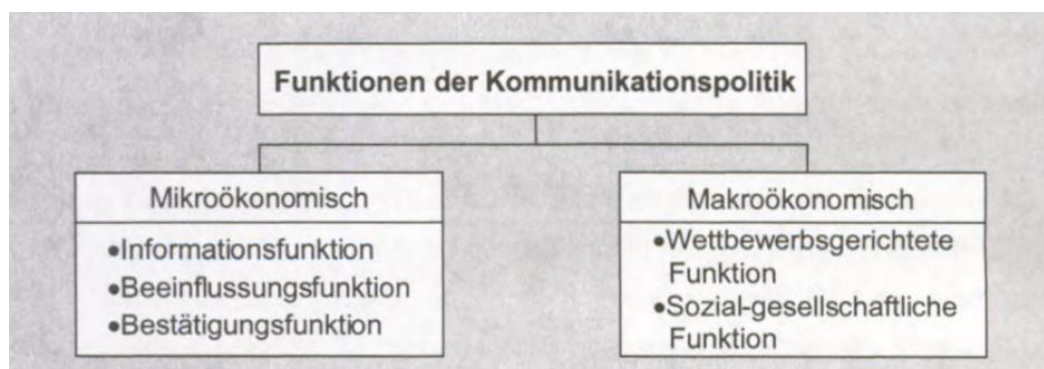 Funktionen der Kommunikationspolitik
Mikroökonomisch
•Informationsfunktion
•Beeinflussungsfunktion
•Bestätigungsfunktion
Makroökonomisch
•Wettbewerbsgerichtete
Funktion
•Sozial-gesellschaftliche
Funktion